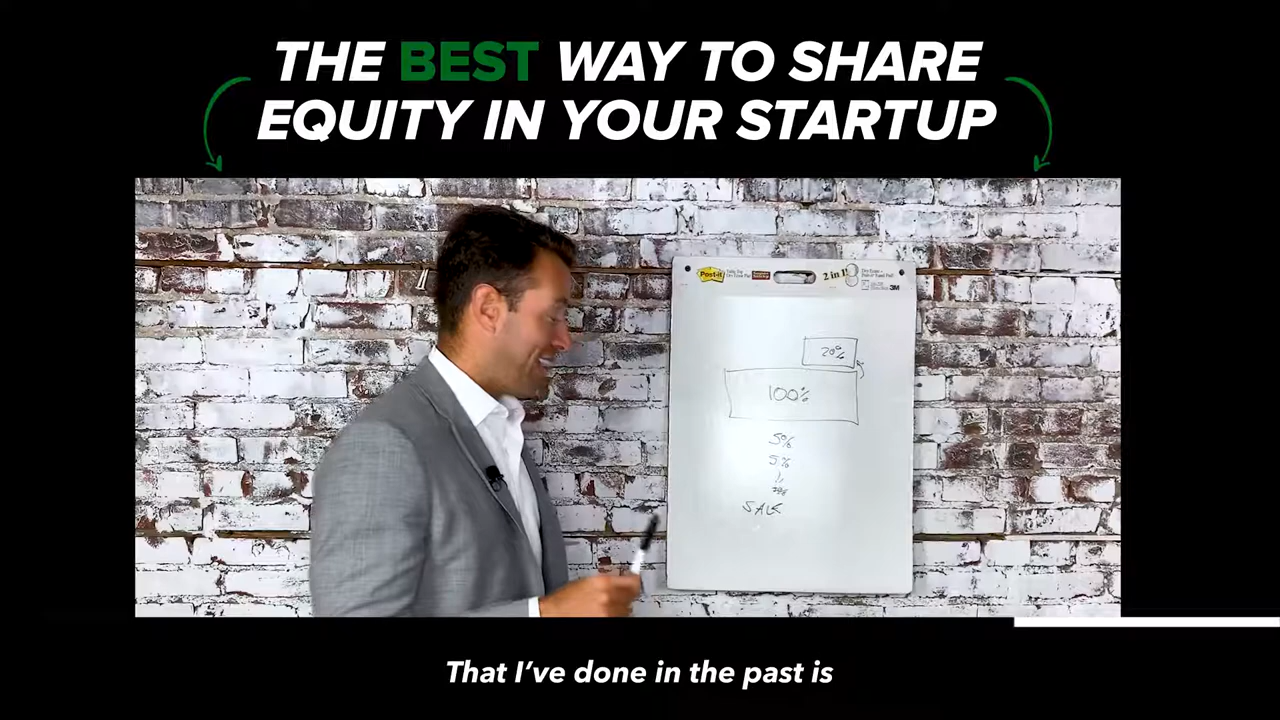 THE BEST WAY TO SHARE
EQUITY IN YOUR STARTUP
Post-it
2 in 1!
3M
20%
100%
5%
5%
SALE
That I've done in the past is